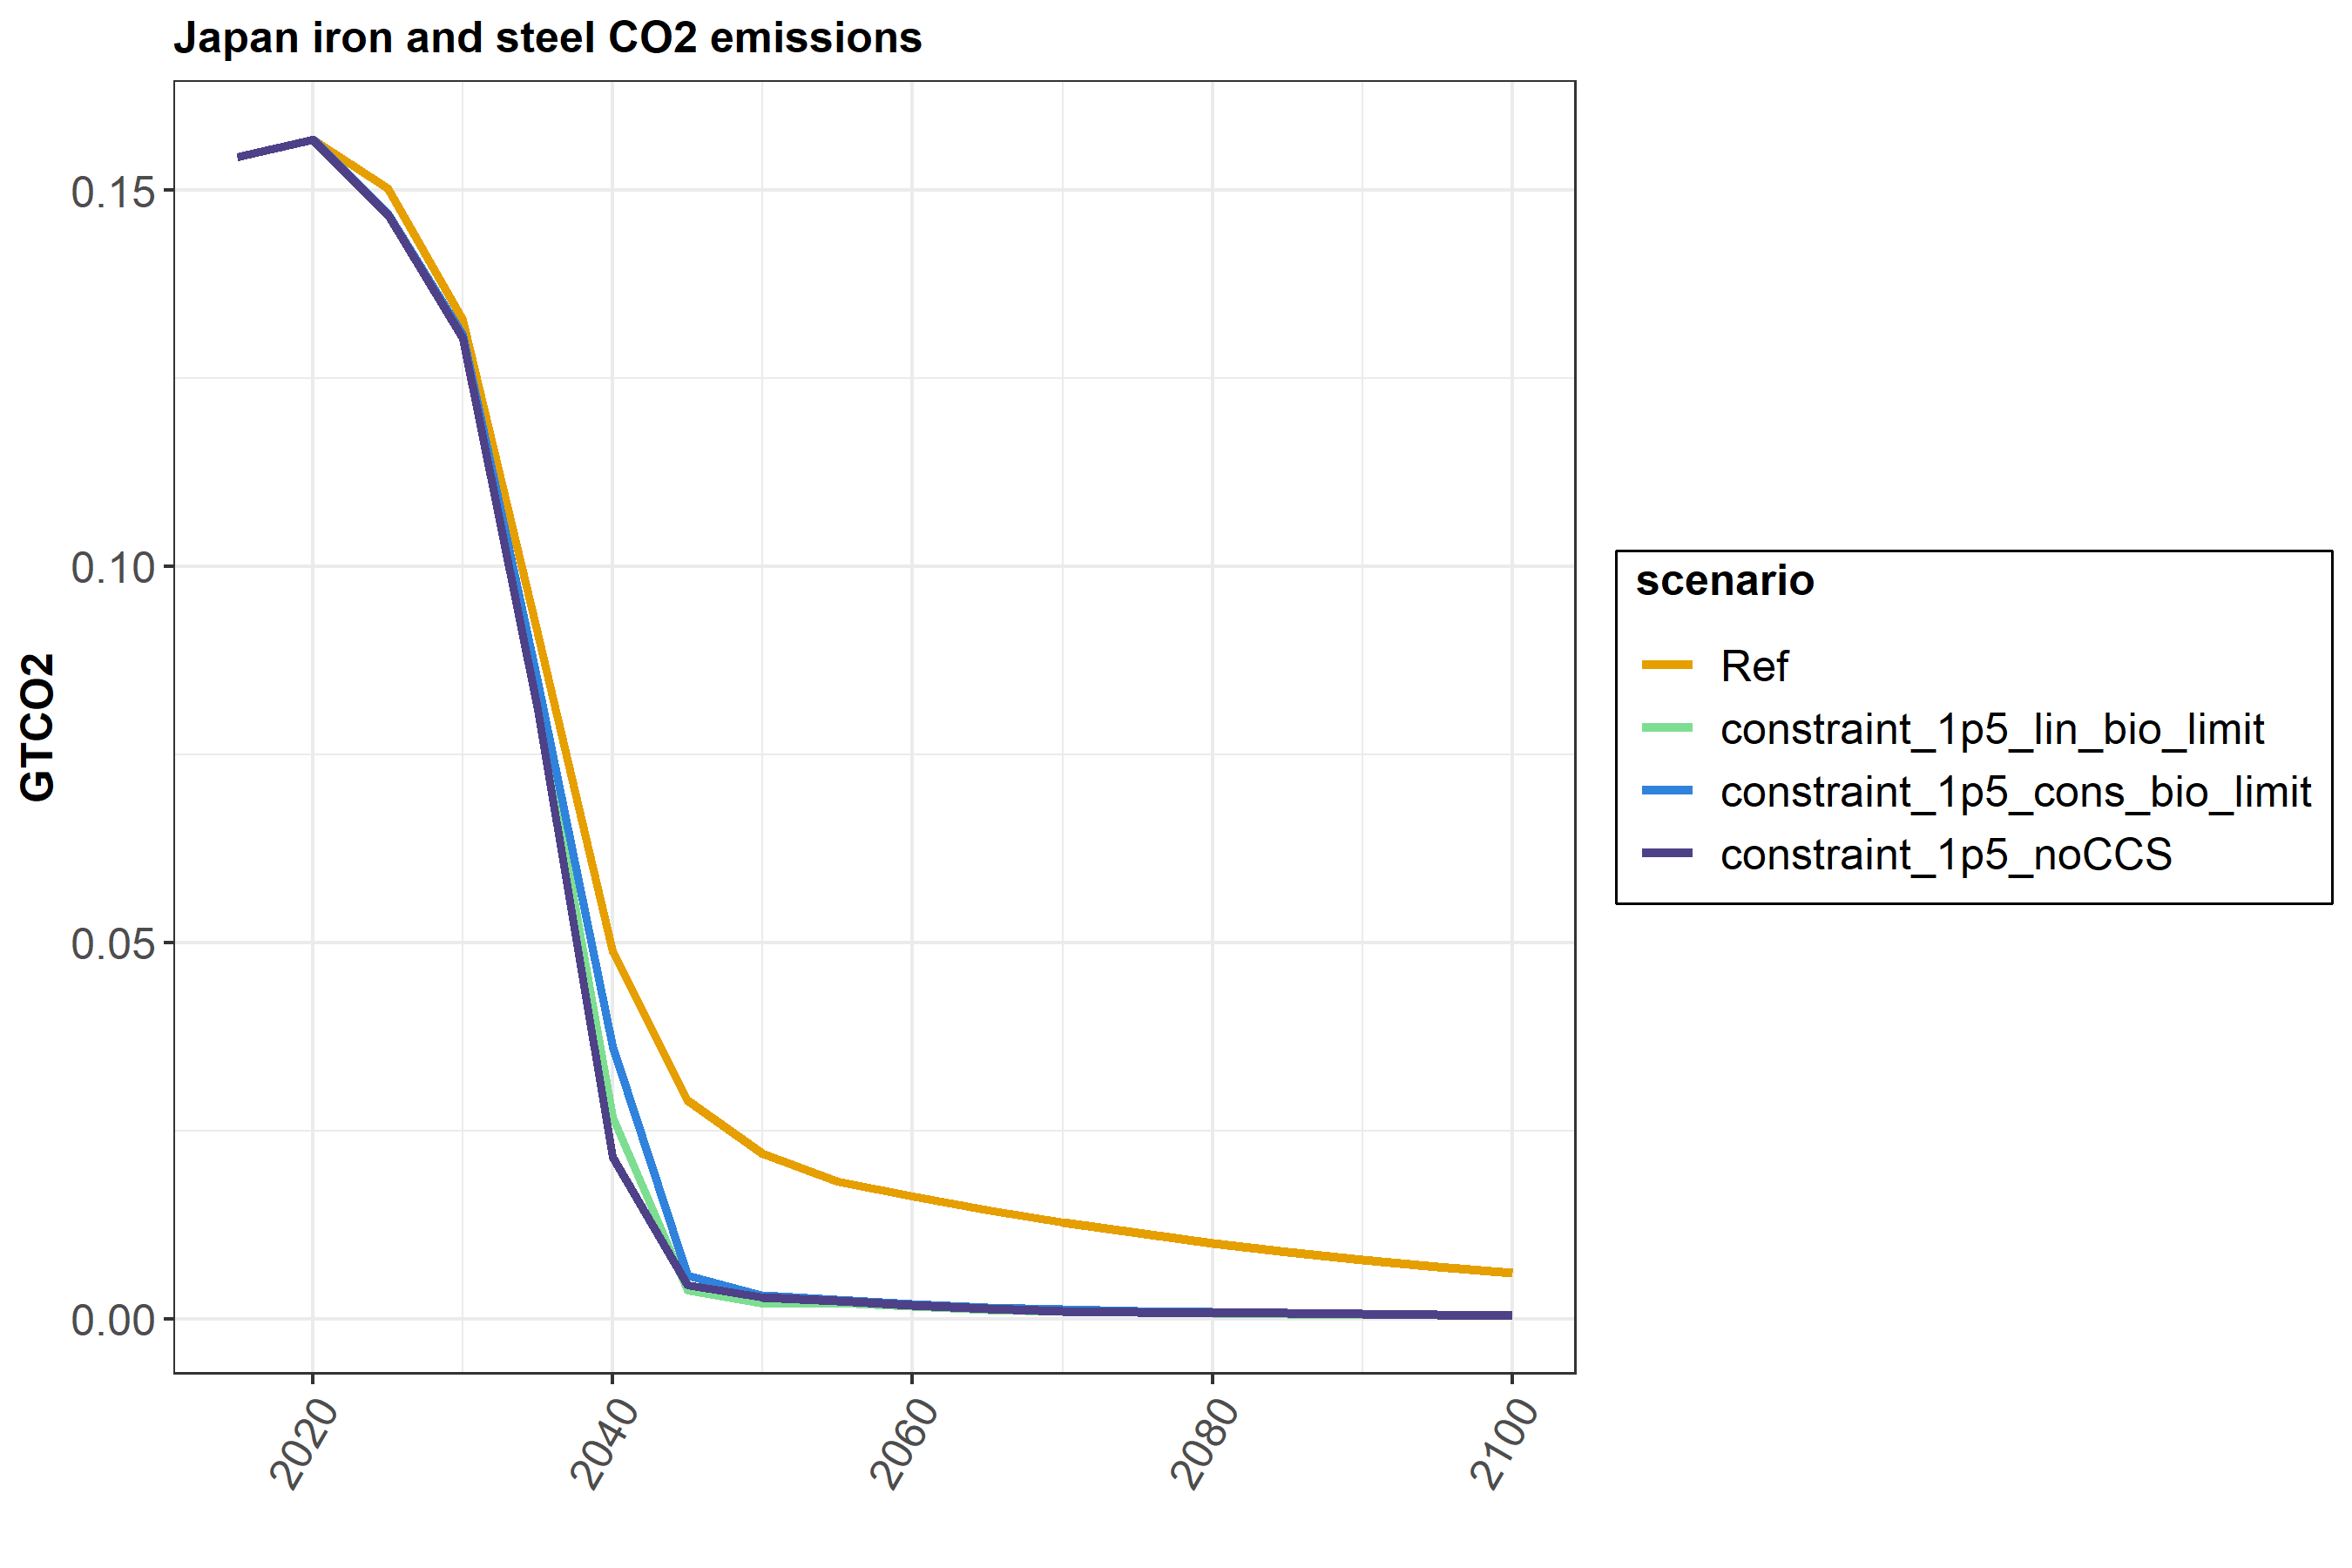 Japan iron and steel CO2 emissions
GTCO2
0.15
0.10
0.05
0.00
2020
2040
2060
2080
2100
scenario
Ref
constraint_1p5_lin_bio_limit
constraint_1p5_cons_bio_limit
constraint_1p5_noCCS